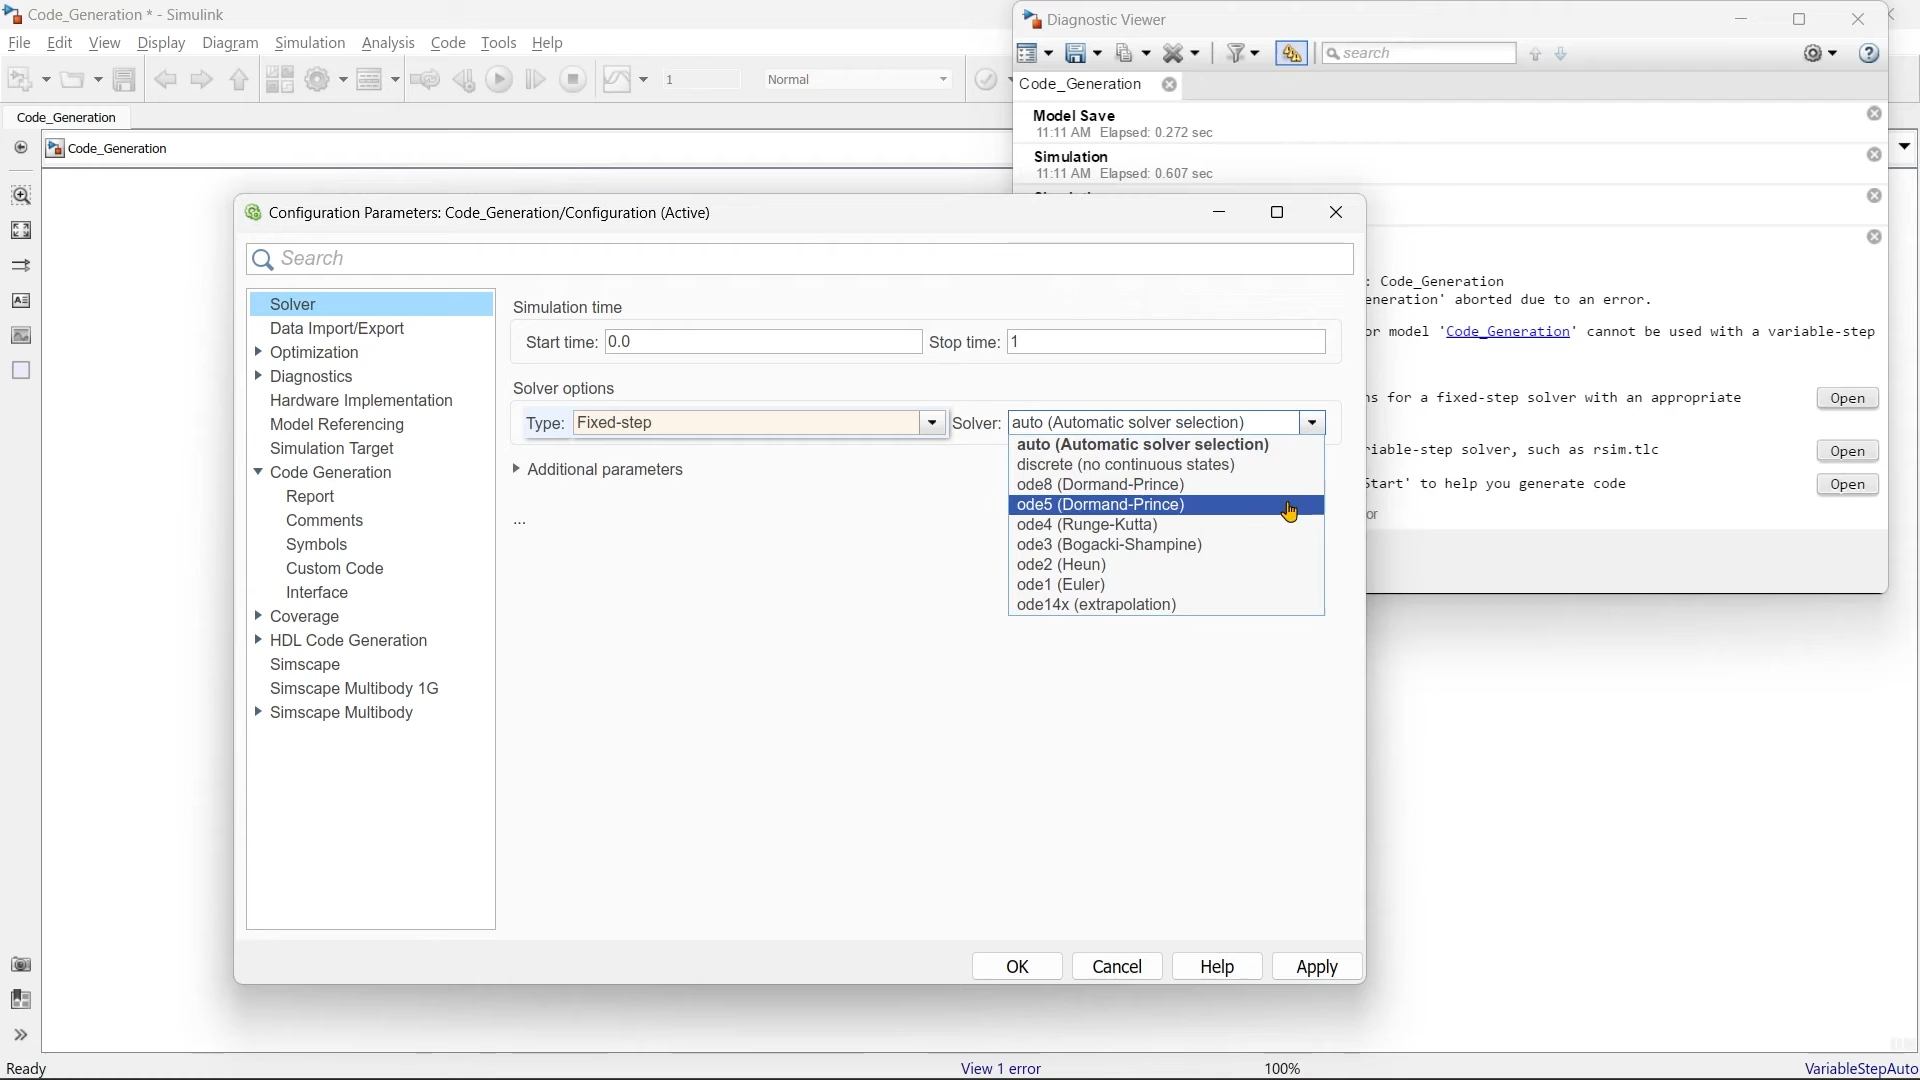 Code_Generation * - Simulink
File Edit View Display Diagram Simulation Analysis Code Tools Help
1 Normal
Code_Generation
Code_Generation
Diagnostic Viewer
search
Code_Generation
Model Save
11:11 AM Elapsed: 0.272 sec
Simulation
11:11 AM Elapsed: 0.607 sec
: Code_Generation
eneration' aborted due to an error.
or model 'Code_Generation' cannot be used with a variable-step
ns for a fixed-step solver with an appropriate Open
riable-step solver, such as rsim.tlc Open
Start' to help you generate code Open
or
Configuration Parameters: Code_Generation/Configuration (Active)
Search
Solver
Data Import/Export
Optimization
Diagnostics
Hardware Implementation
Model Referencing
Simulation Target
Code Generation
Report
Comments
Symbols
Custom Code
Interface
Coverage
HDL Code Generation
Simscape
Simscape Multibody 1G
Simscape Multibody
Simulation time
Start time: 0.0 Stop time: 1
Solver options
Type: Fixed-step Solver: auto (Automatic solver selection)
auto (Automatic solver selection)
discrete (no continuous states)
ode8 (Dormand-Prince)
ode5 (Dormand-Prince)
ode4 (Runge-Kutta)
ode3 (Bogacki-Shampine)
ode2 (Heun)
ode1 (Euler)
ode14x (extrapolation)
Additional parameters
...
OK Cancel Help Apply
Ready View 1 error 100% VariableStepAuto